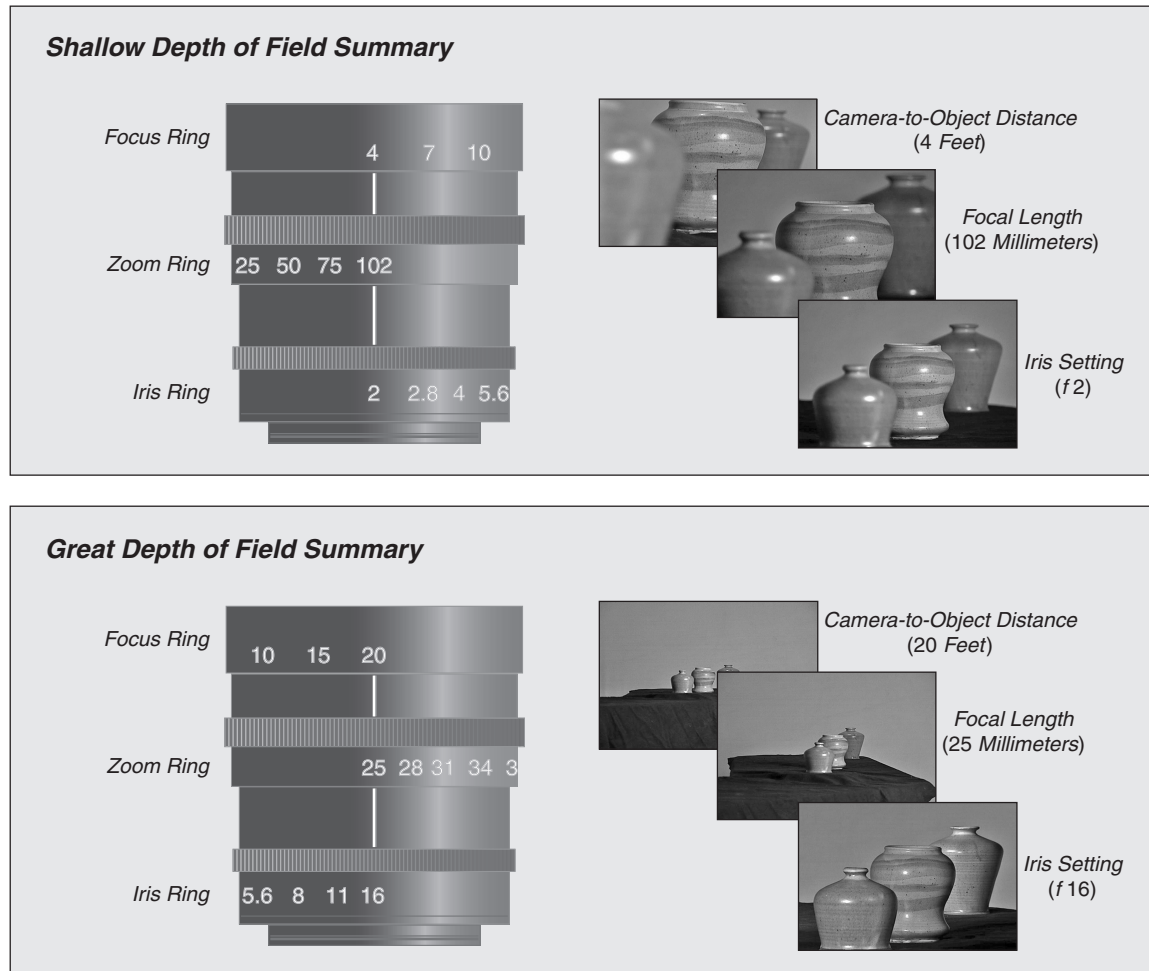 Shallow Depth of Field Summary
Focus Ring
4 7 10
Zoom Ring
25 50 75 102
Iris Ring
2 2.8 4 5.6
Camera-to-Object Distance
(4 Feet)
Focal Length
(102 Millimeters)
Iris Setting
(f 2)
Great Depth of Field Summary
Focus Ring
10 15 20
Zoom Ring
25 28 31 34 3
Iris Ring
5.6 8 11 16
Camera-to-Object Distance
(20 Feet)
Focal Length
(25 Millimeters)
Iris Setting
(f 16)